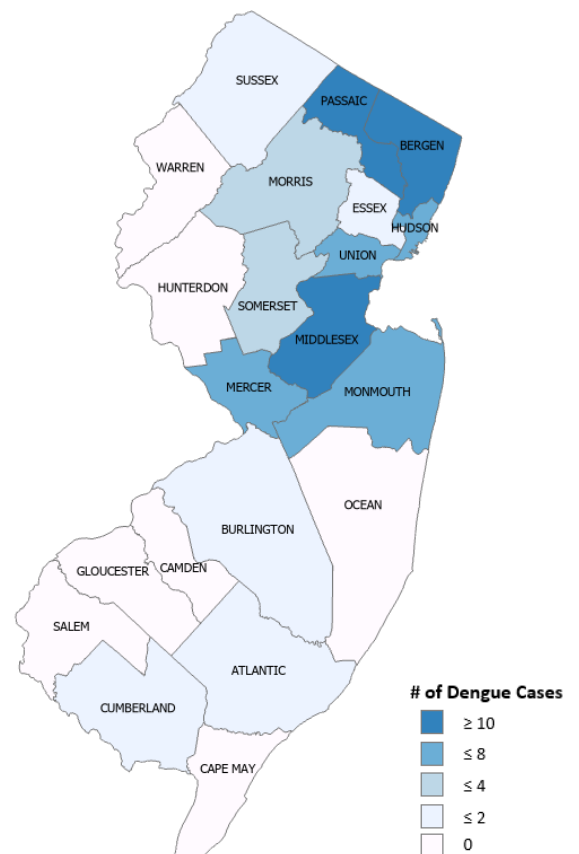 SUSSEX
PASSAIC
BERGEN
WARREN
MORRIS
ESSEX
HUDSON
UNION
HUNTERDON
SOMERSET
MIDDLESEX
MERCER
MONMOUTH
OCEAN
BURLINGTON
CAMDEN
GLOUCESTER
SALEM
ATLANTIC
CUMBERLAND
CAPE MAY
# of Dengue Cases
≥ 10
≤ 8
≤ 4
≤ 2
0